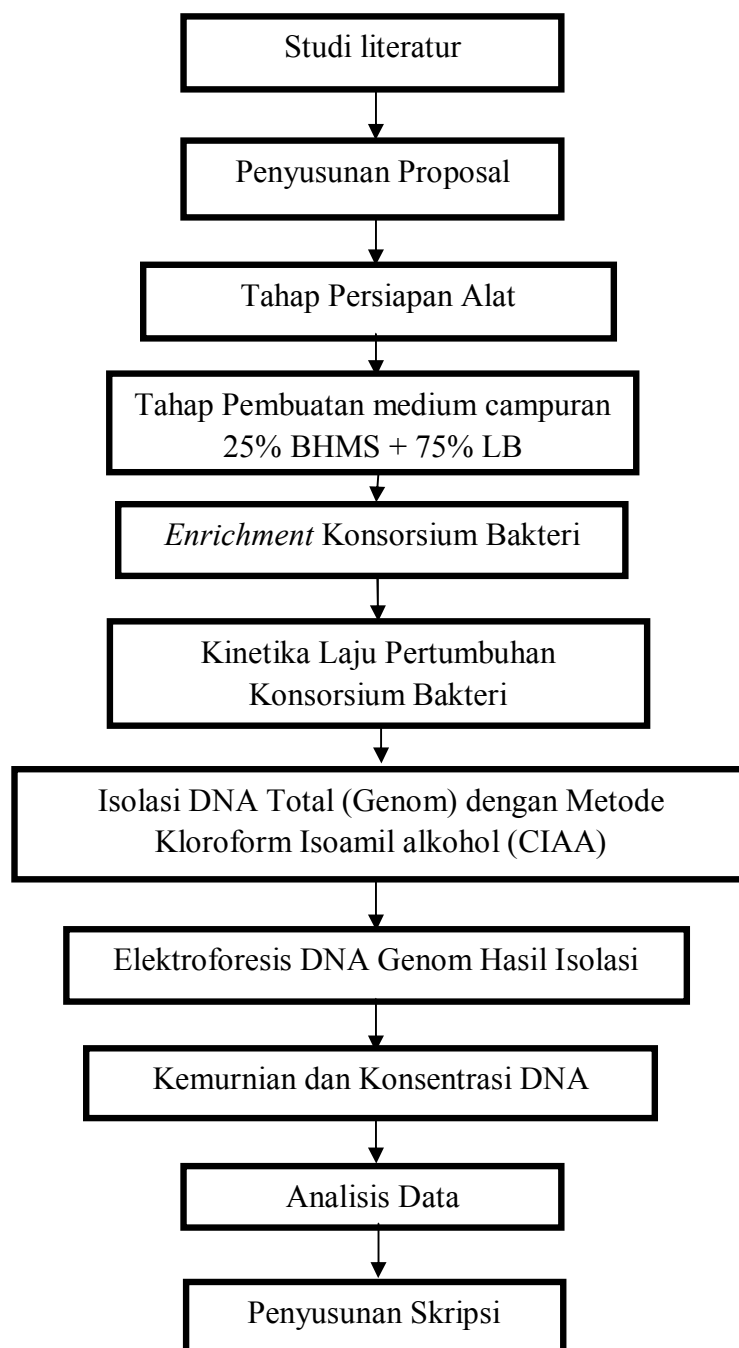 Studi literatur
Penyusunan Proposal
Tahap Persiapan Alat
Tahap Pembuatan medium campuran
25% BHMS + 75% LB
Enrichment Konsorsium Bakteri
Kinetika Laju Pertumbuhan
Konsorsium Bakteri
Isolasi DNA Total (Genom) dengan Metode
Kloroform Isoamil alkohol (CIAA)
Elektroforesis DNA Genom Hasil Isolasi
Kemurnian dan Konsentrasi DNA
Analisis Data
Penyusunan Skripsi